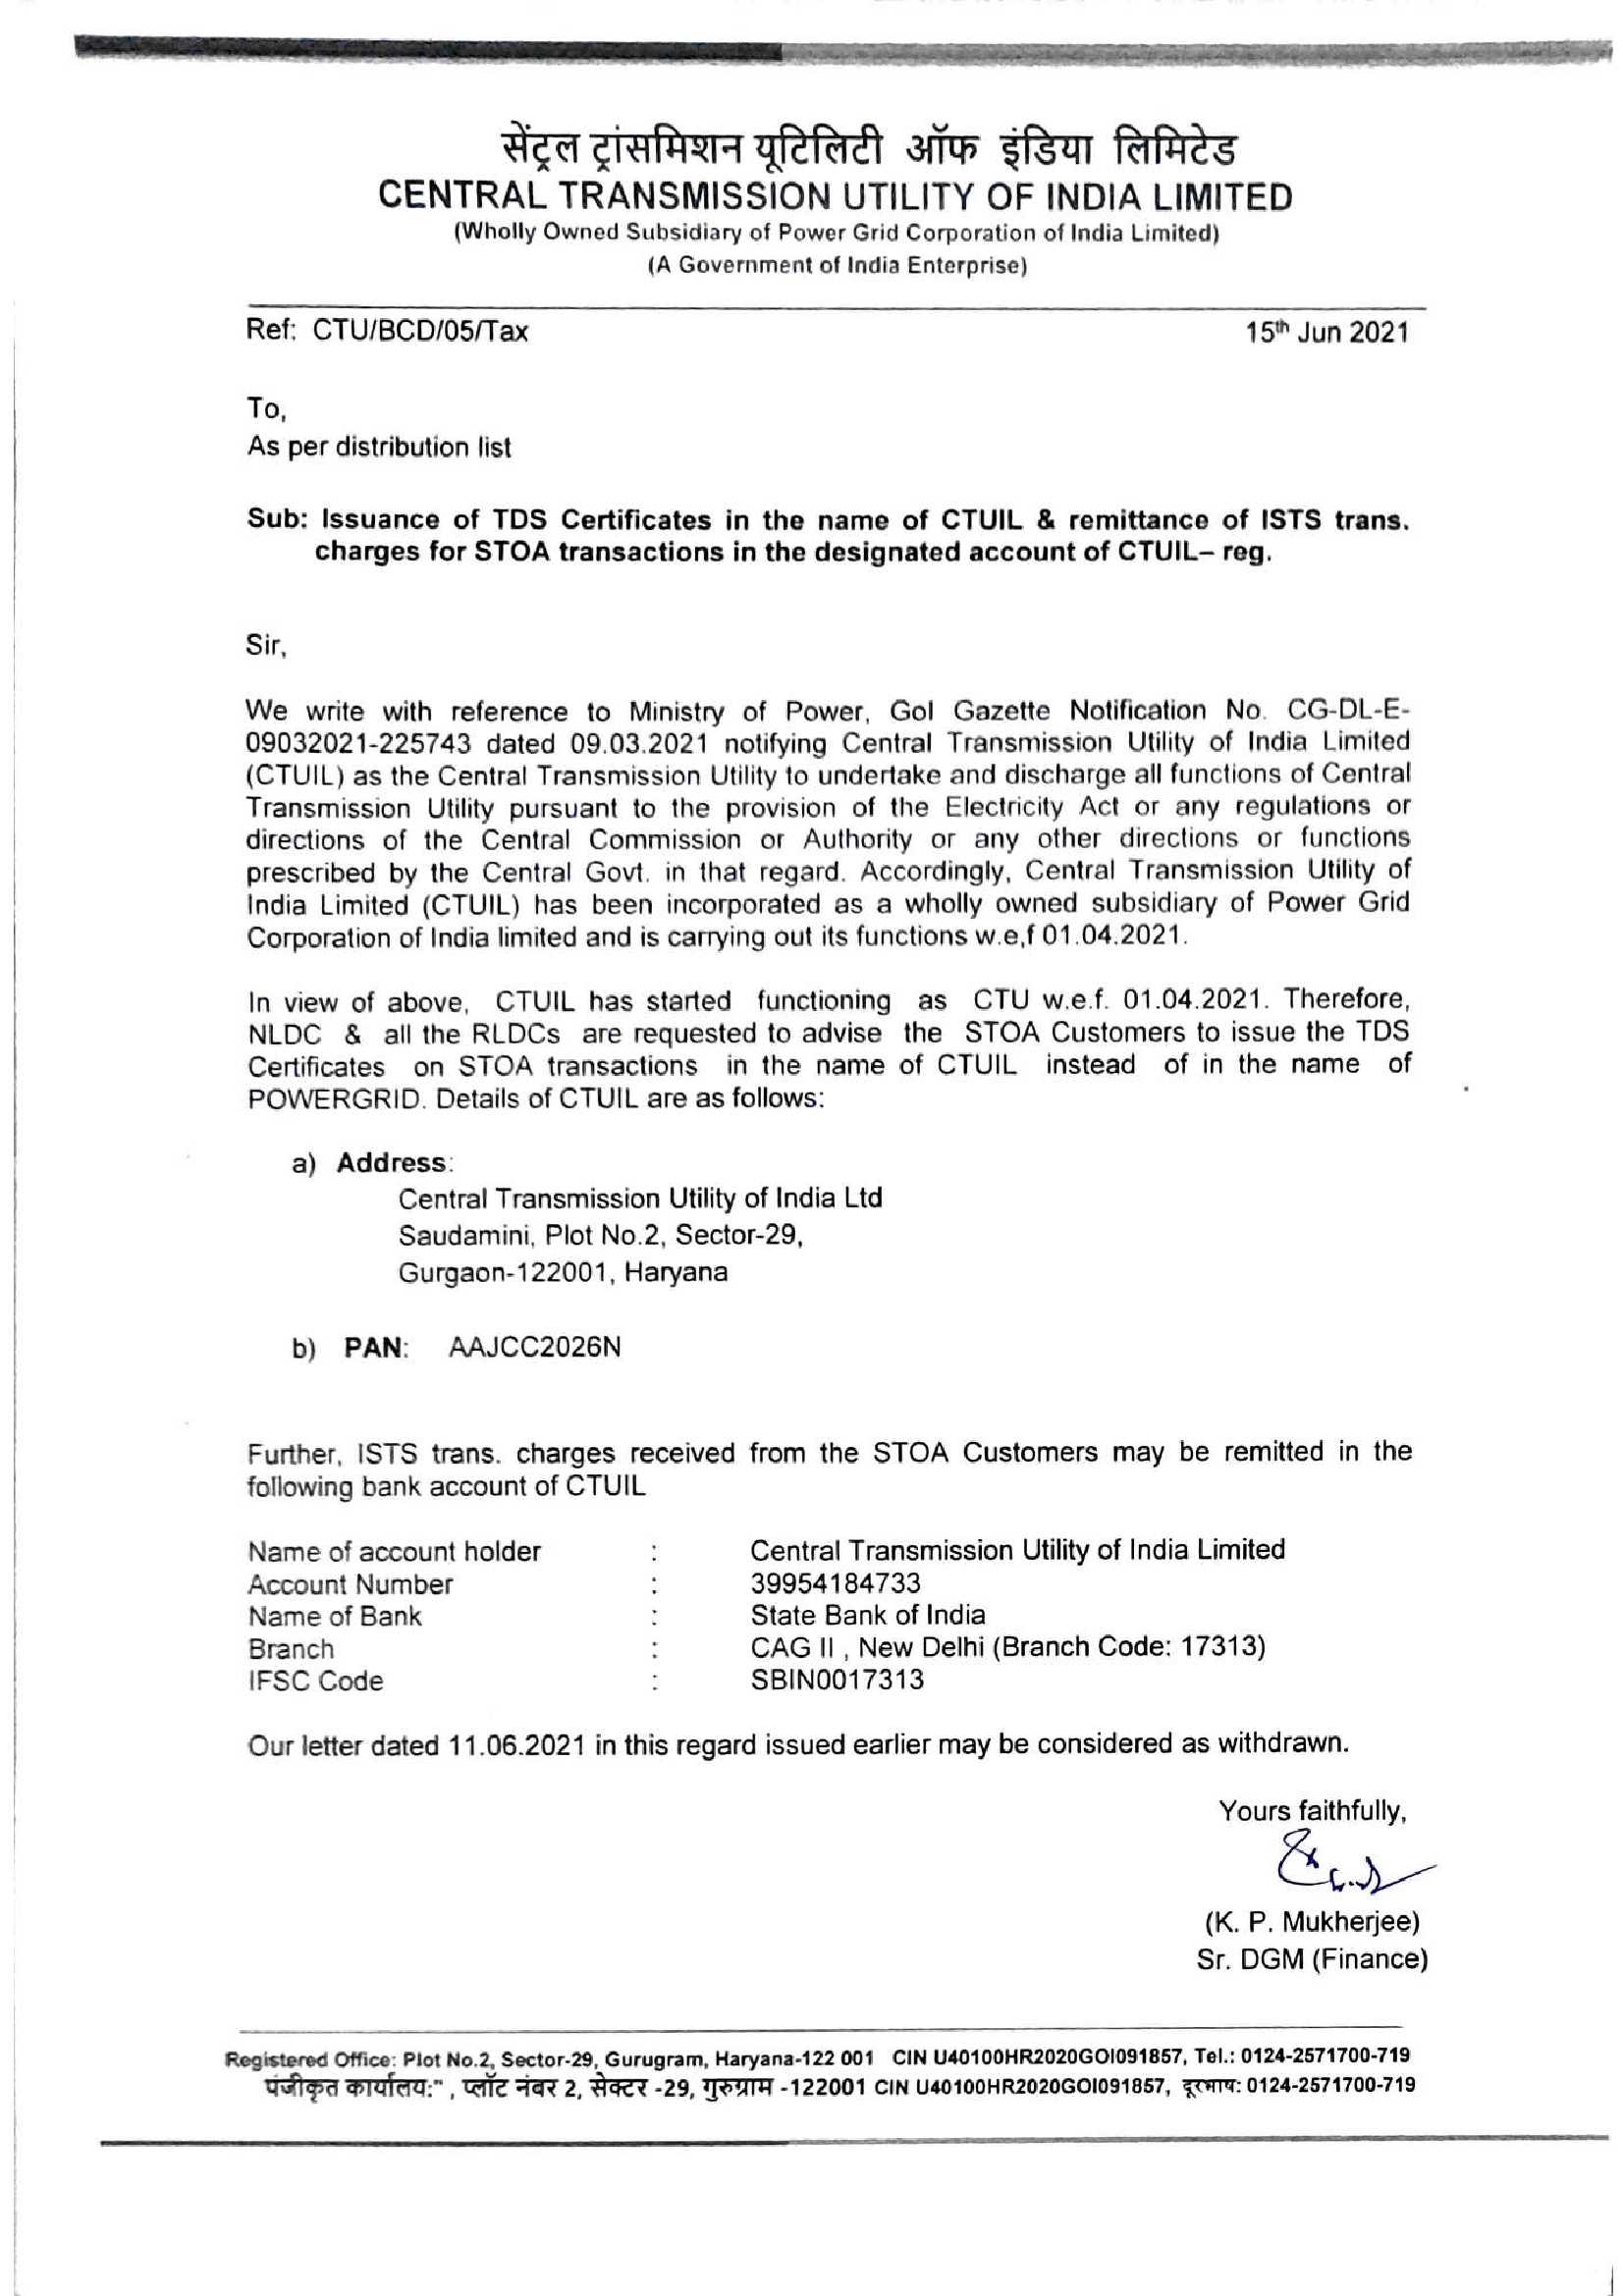 सेंट्रल ट्रांसमिशन यूटिलिटी ऑफ इंडिया लिमिटेड
CENTRAL TRANSMISSION UTILITY OF INDIA LIMITED
(Wholly Owned Subsidiary of Power Grid Corporation of India Limited)
(A Government of India Enterprise)
Ref: CTU/BCD/05/Tax 15th Jun 2021
To,
As per distribution list
Sub: Issuance of TDS Certificates in the name of CTUIL & remittance of ISTS trans.
charges for STOA transactions in the designated account of CTUIL– reg.
Sir,
We write with reference to Ministry of Power, GoI Gazette Notification No. CG-DL-E-
09032021-225743 dated 09.03.2021 notifying Central Transmission Utility of India Limited
(CTUIL) as the Central Transmission Utility to undertake and discharge all functions of Central
Transmission Utility pursuant to the provision of the Electricity Act or any regulations or
directions of the Central Commission or Authority or any other directions or functions
prescribed by the Central Govt. in that regard. Accordingly, Central Transmission Utility of
India Limited (CTUIL) has been incorporated as a wholly owned subsidiary of Power Grid
Corporation of India limited and is carrying out its functions w.e,f 01.04.2021.
In view of above, CTUIL has started functioning as CTU w.e.f. 01.04.2021. Therefore,
NLDC & all the RLDCs are requested to advise the STOA Customers to issue the TDS
Certificates on STOA transactions in the name of CTUIL instead of in the name of
POWERGRID. Details of CTUIL are as follows:
a) Address:
Central Transmission Utility of India Ltd
Saudamini, Plot No.2, Sector-29,
Gurgaon-122001, Haryana
b) PAN: AAJCC2026N
Further, ISTS trans. charges received from the STOA Customers may be remitted in the
following bank account of CTUIL
Name of account holder : Central Transmission Utility of India Limited
Account Number : 39954184733
Name of Bank : State Bank of India
Branch : CAG II , New Delhi (Branch Code: 17313)
IFSC Code : SBIN0017313
Our letter dated 11.06.2021 in this regard issued earlier may be considered as withdrawn.
Yours faithfully,
(K. P. Mukherjee)
Sr. DGM (Finance)
Registered Office: Plot No.2, Sector-29, Gurugram, Haryana-122 001 CIN U40100HR2020GOI091857, Tel.: 0124-2571700-719
पंजीकृत कार्यालय:" , प्लॉट नंबर 2, सेक्टर -29, गुरुग्राम -122001 CIN U40100HR2020GOI091857, दूरभाष: 0124-2571700-719